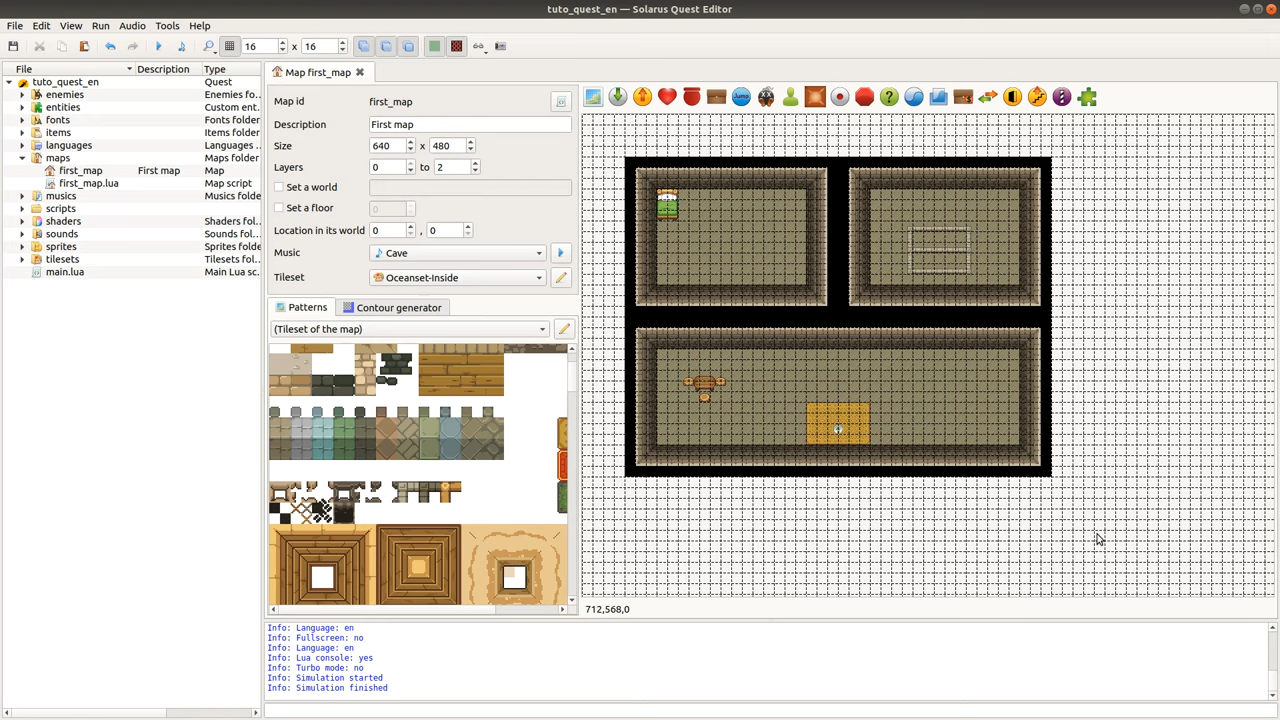 tuto_quest_en — Solarus Quest Editor
File Edit View Run Audio Tools Help
16 x 16
File Description Type
tuto_quest_en Quest
enemies Enemies fo...
entities Custom ent...
fonts Fonts folder
items Items folder
languages Languages ...
maps Maps folder
first_map First map Map
first_map.lua Map script
musics Musics folde...
scripts
shaders Shaders fol...
sounds Sounds fold...
sprites Sprites folder
tilesets Tilesets fold...
main.lua Main Lua sc...
Map first_map
Map id first_map
Description First map
Size 640 x 480
Layers 0 to 2
Set a world
Set a floor 0
Location in its world 0 , 0
Music Cave
Tileset Oceanset-Inside
Patterns Contour generator
(Tileset of the map)
Jump
712,568,0
Info: Language: en
Info: Fullscreen: no
Info: Language: en
Info: Lua console: yes
Info: Turbo mode: no
Info: Simulation started
Info: Simulation finished